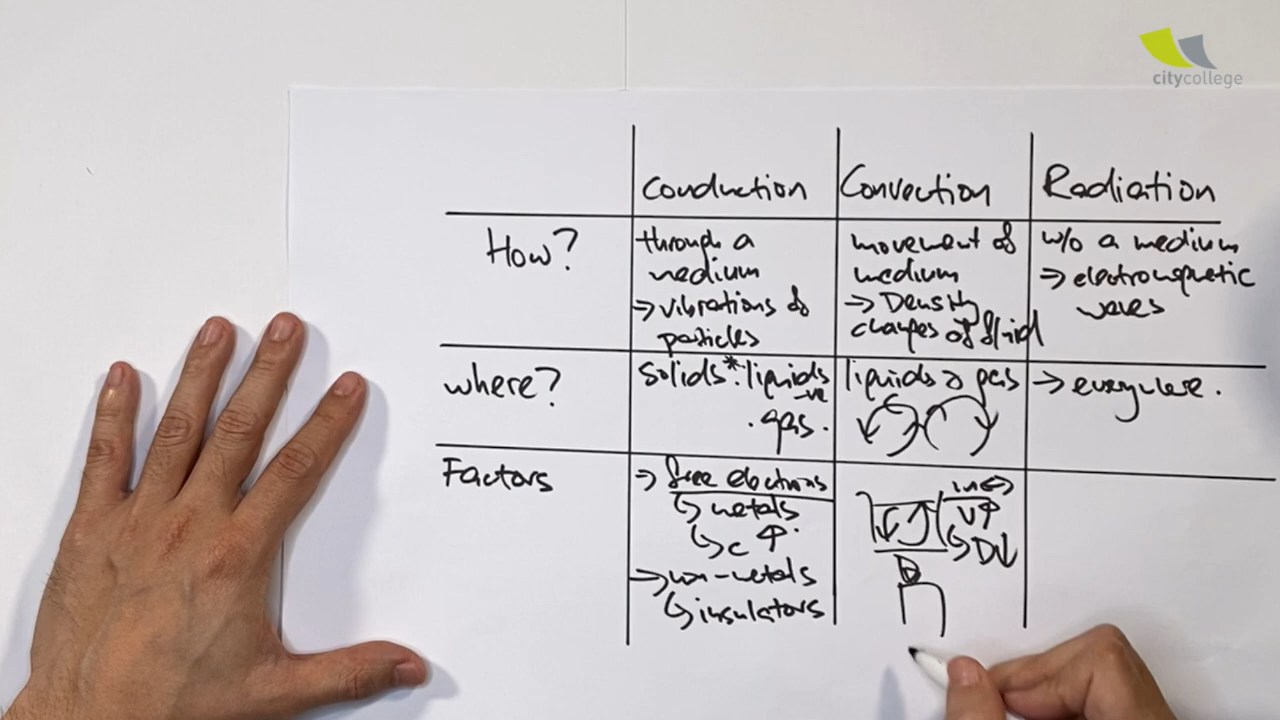 citycollege
Conduction Convection Radiation
How?
through a
medium
→ vibrations of
particles
movement of
medium
→ Density
changes of fluid
w/o a medium
⇒ electromagnetic
waves
where?
Solids* . liquids
. gas .
liquids > gas
→ everywhere .
Factors
→ free electrons
↳ metals
↳ C ↑
→ non-metals
↳ insulators
V↑
↳ D↓